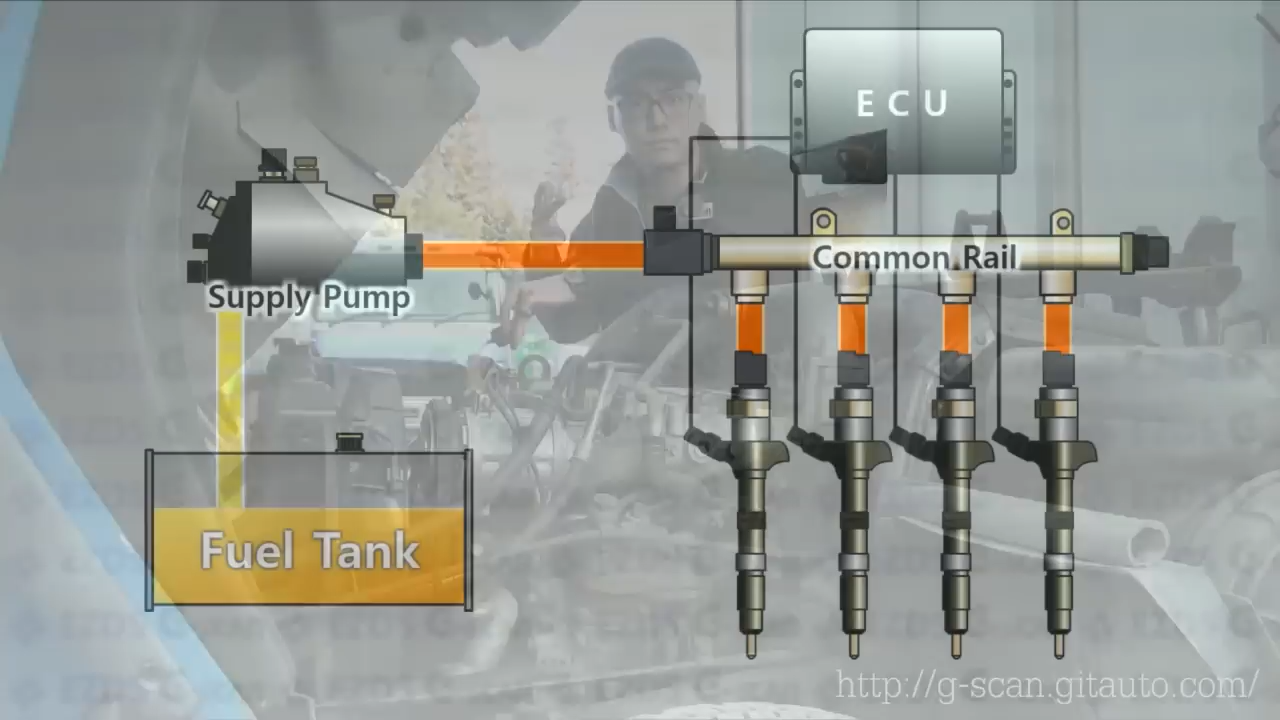 ECU
Common Rail
Supply Pump
Fuel Tank
http://g-scan.gitauto.com/